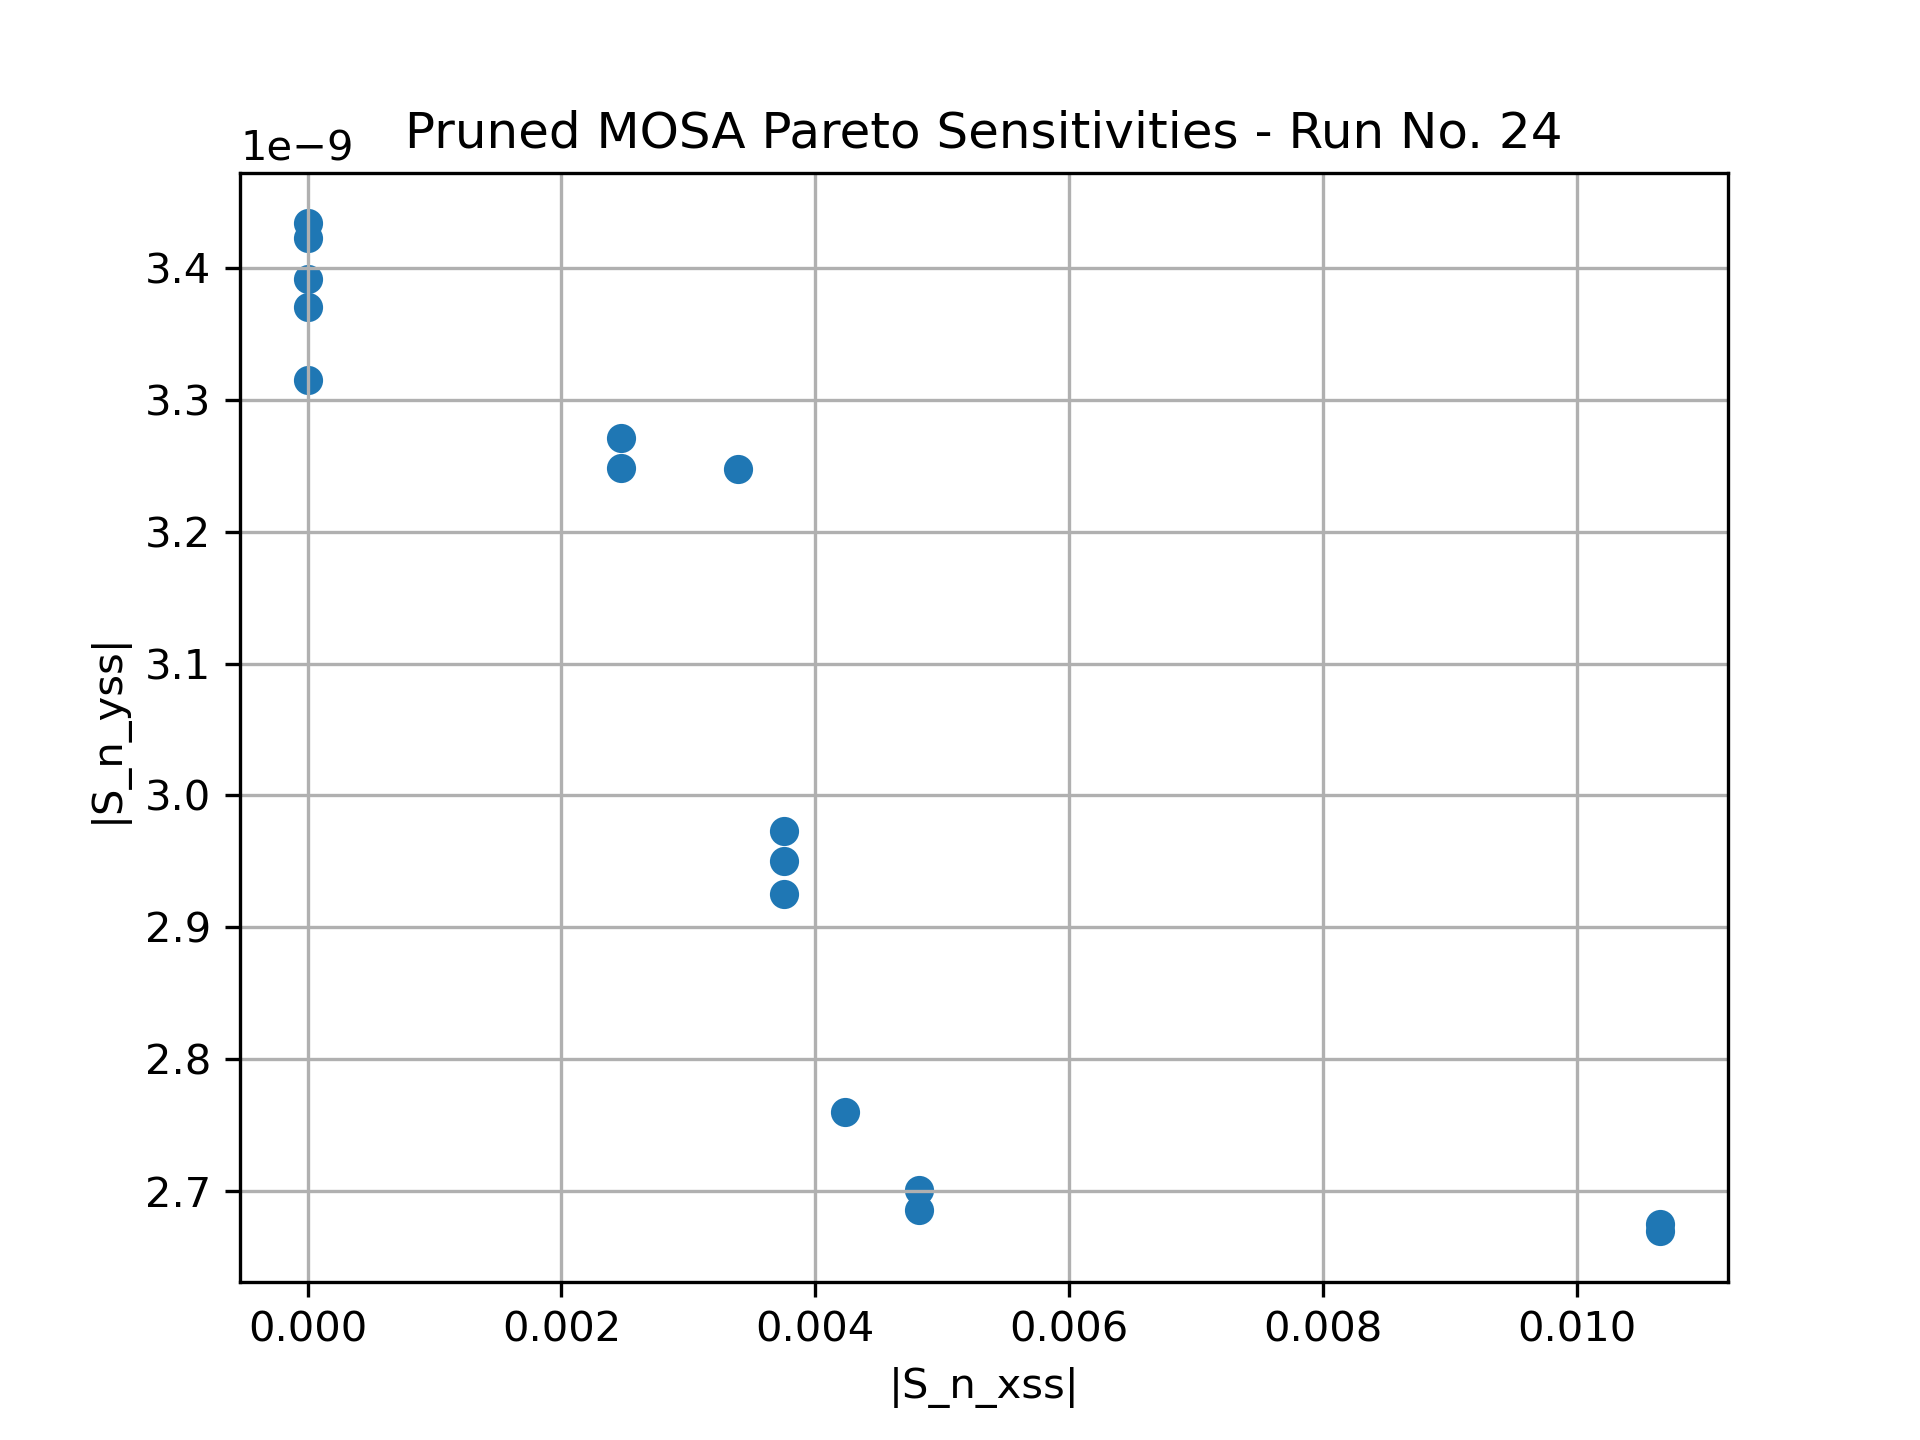 Pruned MOSA Pareto Sensitivities - Run No. 24
1e−9
3.4
3.3
3.2
3.1
3.0
2.9
2.8
2.7
|S_n_yss|
0.000 0.002 0.004 0.006 0.008 0.010
|S_n_xss|